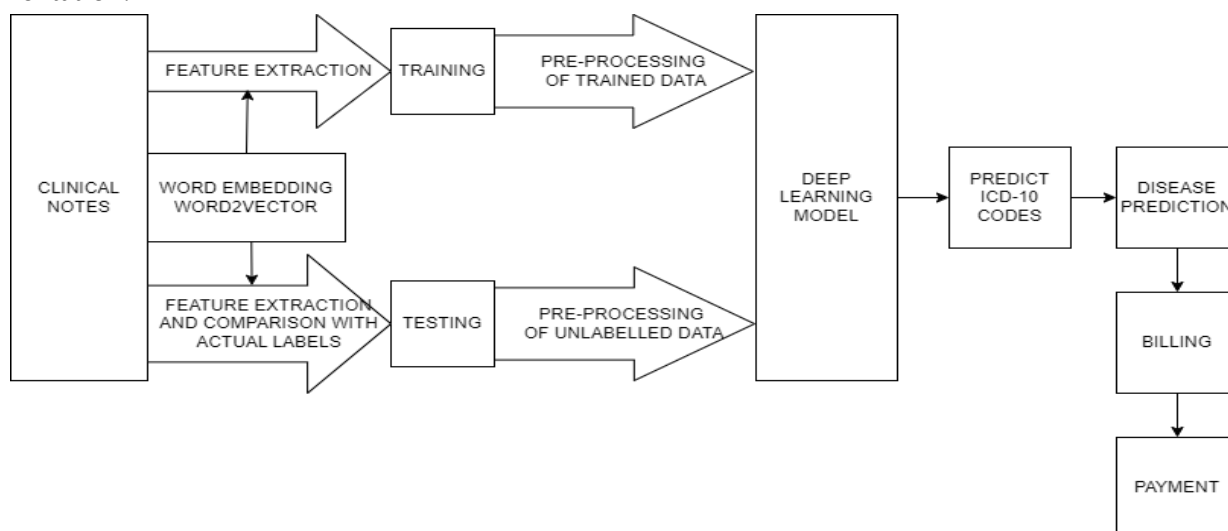 FEATURE EXTRACTION
TRAINING
PRE-PROCESSING
OF TRAINED DATA
CLINICAL
NOTES
WORD EMBEDDING
WORD2VECTOR
DEEP
LEARNING
MODEL
PREDICT
ICD-10
CODES
DISEASE
PREDICTION
FEATURE EXTRACTION
AND COMPARISON WITH
ACTUAL LABELS
TESTING
PRE-PROCESSING
OF UNLABELLED DATA
BILLING
PAYMENT